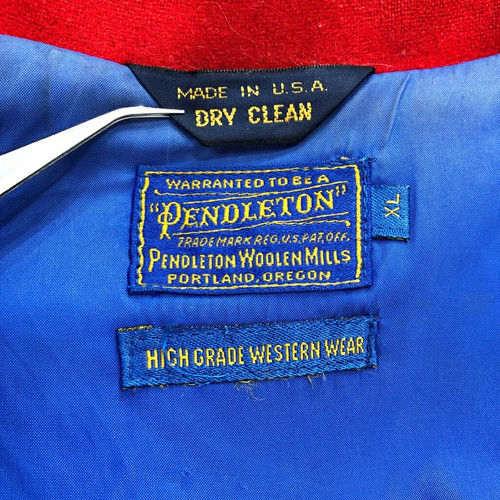 MADE IN U.S.A.
DRY CLEAN
WARRANTED TO BE A
"PENDLETON"
TRADE MARK REG. U.S. PAT. OFF.
PENDLETON WOOLEN MILLS
PORTLAND, OREGON
XL
HIGH GRADE WESTERN WEAR